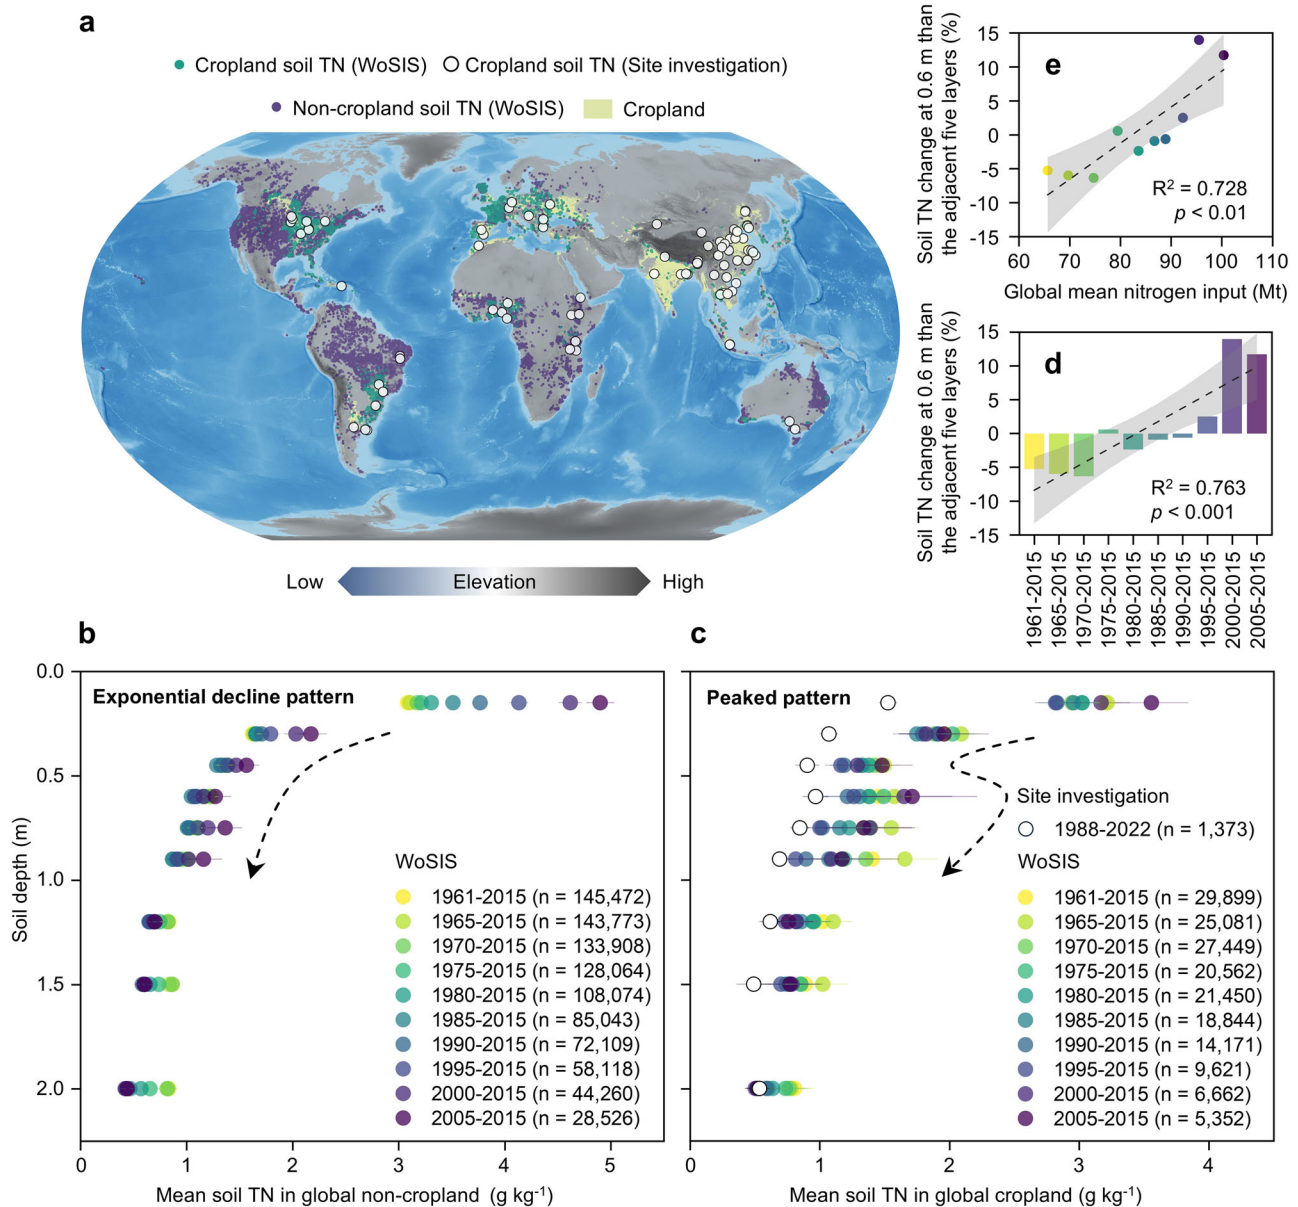 a
Cropland soil TN (WoSIS)
Cropland soil TN (Site investigation)
Non-cropland soil TN (WoSIS)
Cropland
Low
Elevation
High
e
Soil TN change at 0.6 m than
the adjacent five layers (%)
15
10
5
0
-5
-10
-15
R² = 0.728
p < 0.01
60 70 80 90 100 110
Global mean nitrogen input (Mt)
d
Soil TN change at 0.6 m than
the adjacent five layers (%)
15
10
5
0
-5
-10
-15
R² = 0.763
p < 0.001
1961-2015
1965-2015
1970-2015
1975-2015
1980-2015
1985-2015
1990-2015
1995-2015
2000-2015
2005-2015
b
Exponential decline pattern
Soil depth (m)
0.0
0.5
1.0
1.5
2.0
WoSIS
1961-2015 (n = 145,472)
1965-2015 (n = 143,773)
1970-2015 (n = 133,908)
1975-2015 (n = 128,064)
1980-2015 (n = 108,074)
1985-2015 (n = 85,043)
1990-2015 (n = 72,109)
1995-2015 (n = 58,118)
2000-2015 (n = 44,260)
2005-2015 (n = 28,526)
0 1 2 3 4 5
Mean soil TN in global non-cropland (g kg⁻¹)
c
Peaked pattern
Site investigation
1988-2022 (n = 1,373)
WoSIS
1961-2015 (n = 29,899)
1965-2015 (n = 25,081)
1970-2015 (n = 27,449)
1975-2015 (n = 20,562)
1980-2015 (n = 21,450)
1985-2015 (n = 18,844)
1990-2015 (n = 14,171)
1995-2015 (n = 9,621)
2000-2015 (n = 6,662)
2005-2015 (n = 5,352)
0 1 2 3 4
Mean soil TN in global cropland (g kg⁻¹)